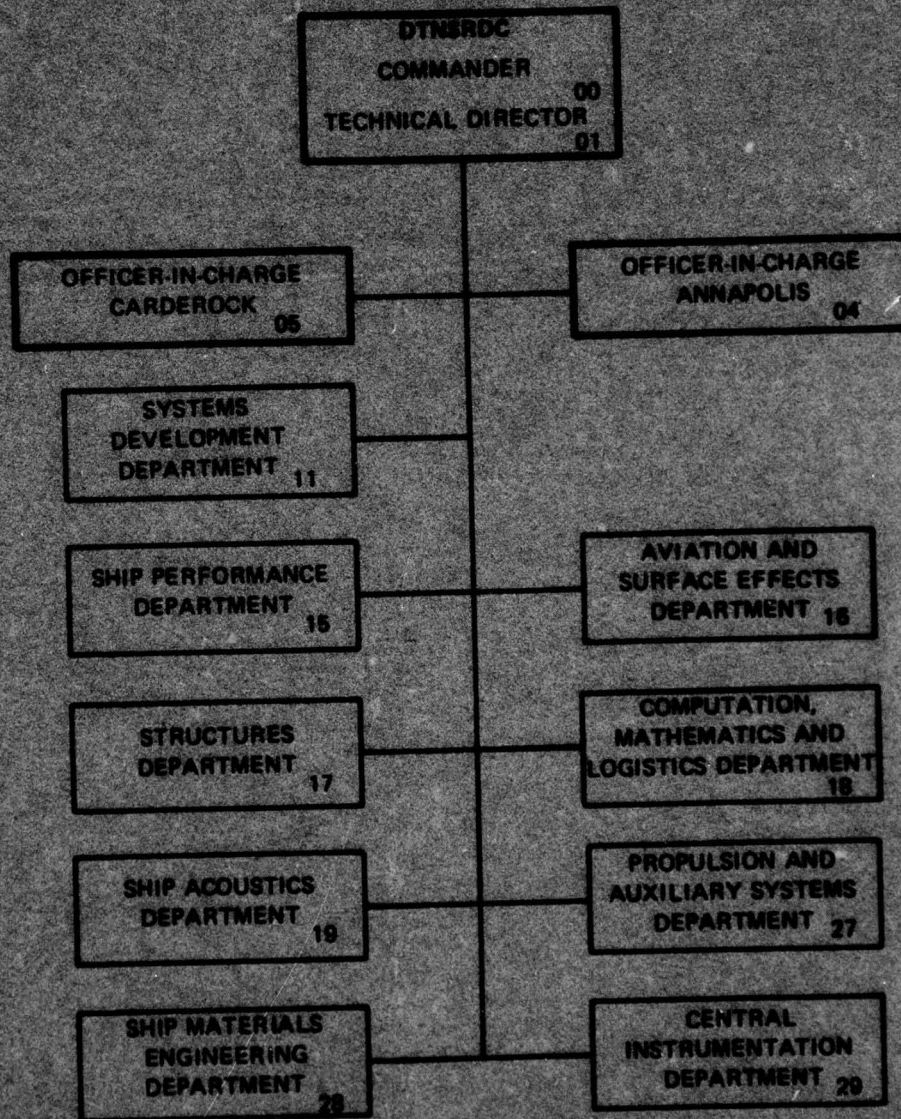 DTNSRDC
COMMANDER
00
TECHNICAL DIRECTOR
01
OFFICER-IN-CHARGE
CARDEROCK
05
OFFICER-IN-CHARGE
ANNAPOLIS
04
SYSTEMS
DEVELOPMENT
DEPARTMENT 11
SHIP PERFORMANCE
DEPARTMENT
15
AVIATION AND
SURFACE EFFECTS
DEPARTMENT 16
STRUCTURES
DEPARTMENT
17
COMPUTATION,
MATHEMATICS AND
LOGISTICS DEPARTMENT
18
SHIP ACOUSTICS
DEPARTMENT
19
PROPULSION AND
AUXILIARY SYSTEMS
DEPARTMENT 27
SHIP MATERIALS
ENGINEERING
DEPARTMENT
28
CENTRAL
INSTRUMENTATION
DEPARTMENT 29